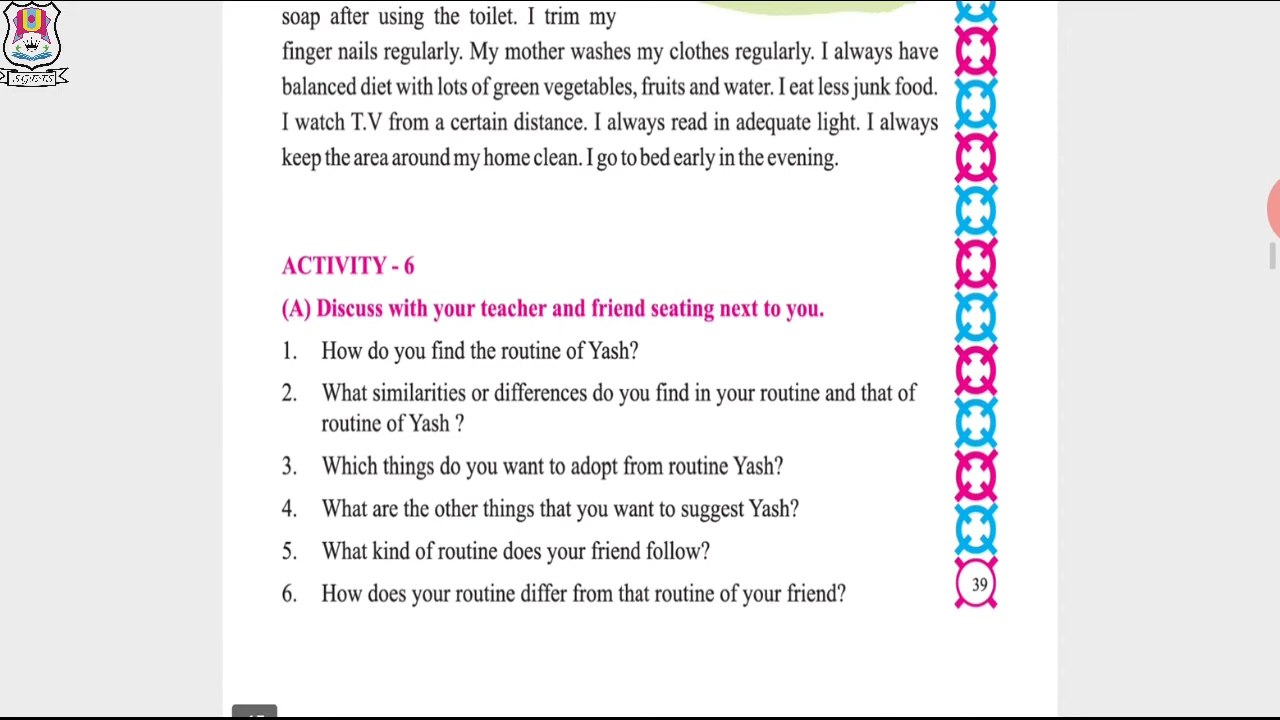 soap after using the toilet. I trim my
finger nails regularly. My mother washes my clothes regularly. I always have
balanced diet with lots of green vegetables, fruits and water. I eat less junk food.
I watch T.V from a certain distance. I always read in adequate light. I always
keep the area around my home clean. I go to bed early in the evening.
ACTIVITY - 6
(A) Discuss with your teacher and friend seating next to you.
1. How do you find the routine of Yash?
2. What similarities or differences do you find in your routine and that of
routine of Yash ?
3. Which things do you want to adopt from routine Yash?
4. What are the other things that you want to suggest Yash?
5. What kind of routine does your friend follow?
6. How does your routine differ from that routine of your friend?
39